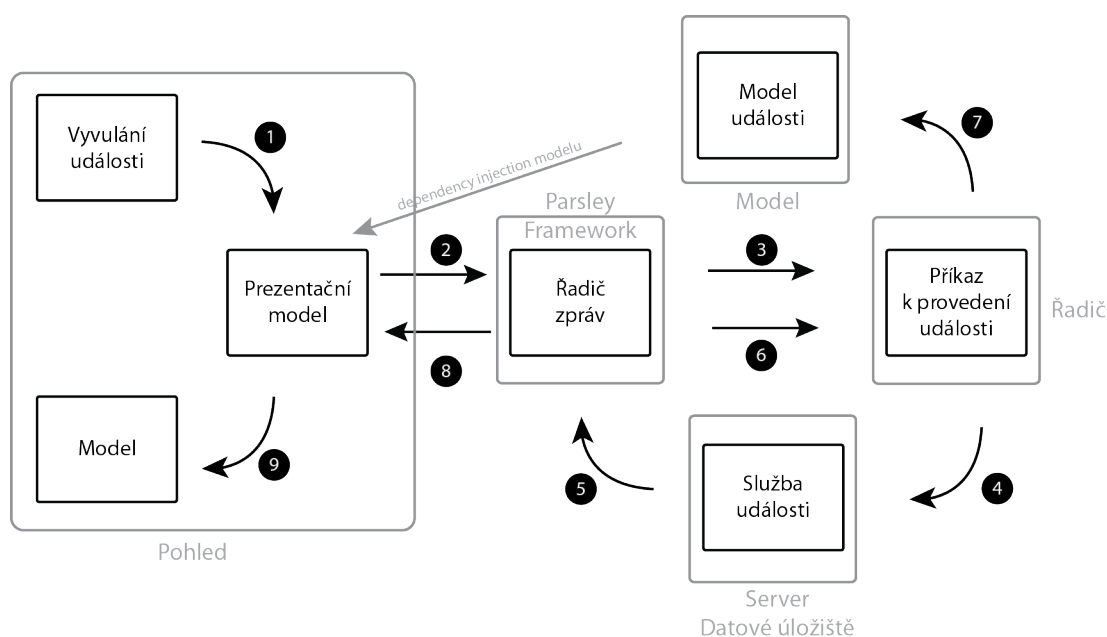 Model
události
7
Vyvulání
události
1
dependency injection modelu
Parsley
Framework
Model
2
3
Prezentační
model
Řadič
zpráv
Příkaz
k provedení
události
Řadič
8
6
Model
9
5
Služba
události
4
Pohled
Server
Datové úložiště